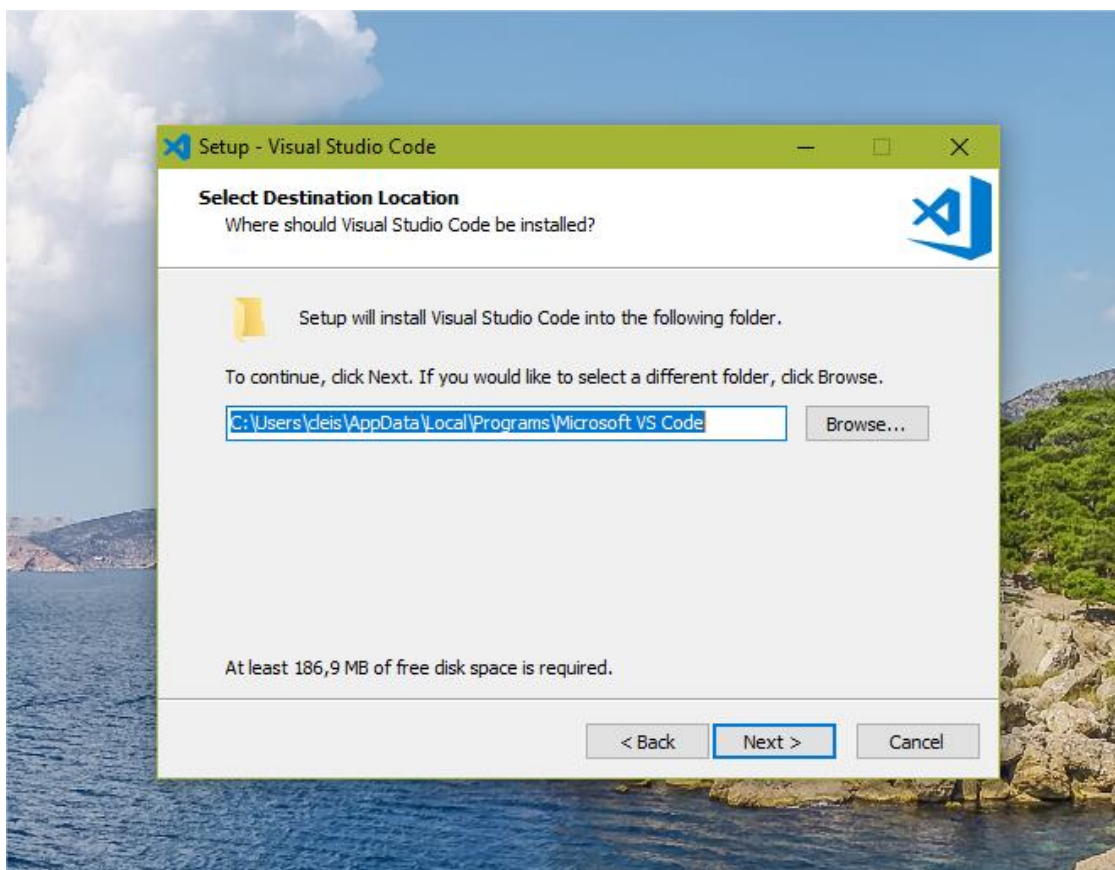 Setup - Visual Studio Code
Select Destination Location
Where should Visual Studio Code be installed?
Setup will install Visual Studio Code into the following folder.
To continue, click Next. If you would like to select a different folder, click Browse.
C:\Users\cleis\AppData\Local\Programs\Microsoft VS Code
Browse...
At least 186,9 MB of free disk space is required.
< Back
Next >
Cancel